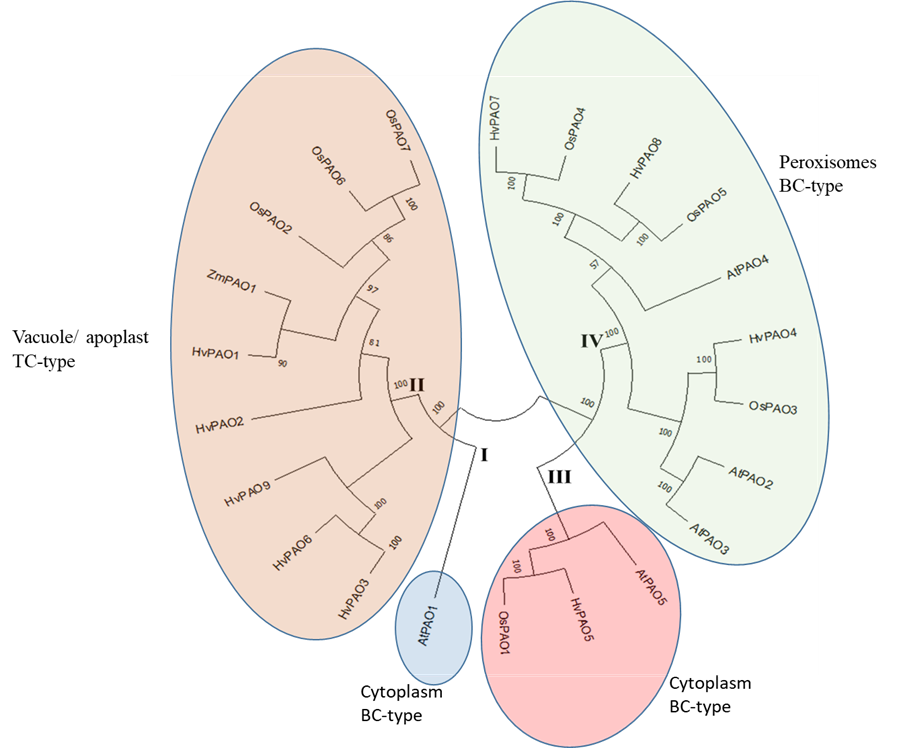 Vacuole/ apoplast
TC-type
OsPAO7
OsPAO6
OsPAO2
ZmPAO1
HvPAO1
HvPAO2
HvPAO9
HvPAO6
HvPAO3
100
86
97
90
81
100
II
100
100
100
I
AtPAO1
Cytoplasm
BC-type
HvPAO7
OsPAO4
HvPAO8
OsPAO5
AtPAO4
HvPAO4
OsPAO3
AtPAO2
AtPAO3
100
100
100
57
IV
100
100
100
100
100
Peroxisomes
BC-type
III
100
100
OsPAO1
HvPAO5
AtPAO5
Cytoplasm
BC-type